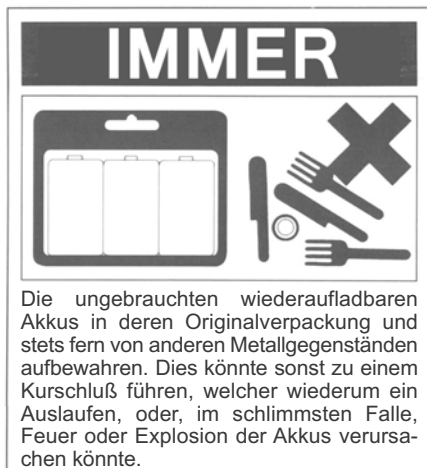 IMMER
Die ungebrauchten wiederaufladbaren
Akkus in deren Originalverpackung und
stets fern von anderen Metallgegenständen
aufbewahren. Dies könnte sonst zu einem
Kurschluß führen, welcher wiederum ein
Auslaufen, oder, im schlimmsten Falle,
Feuer oder Explosion der Akkus verursa-
chen könnte.